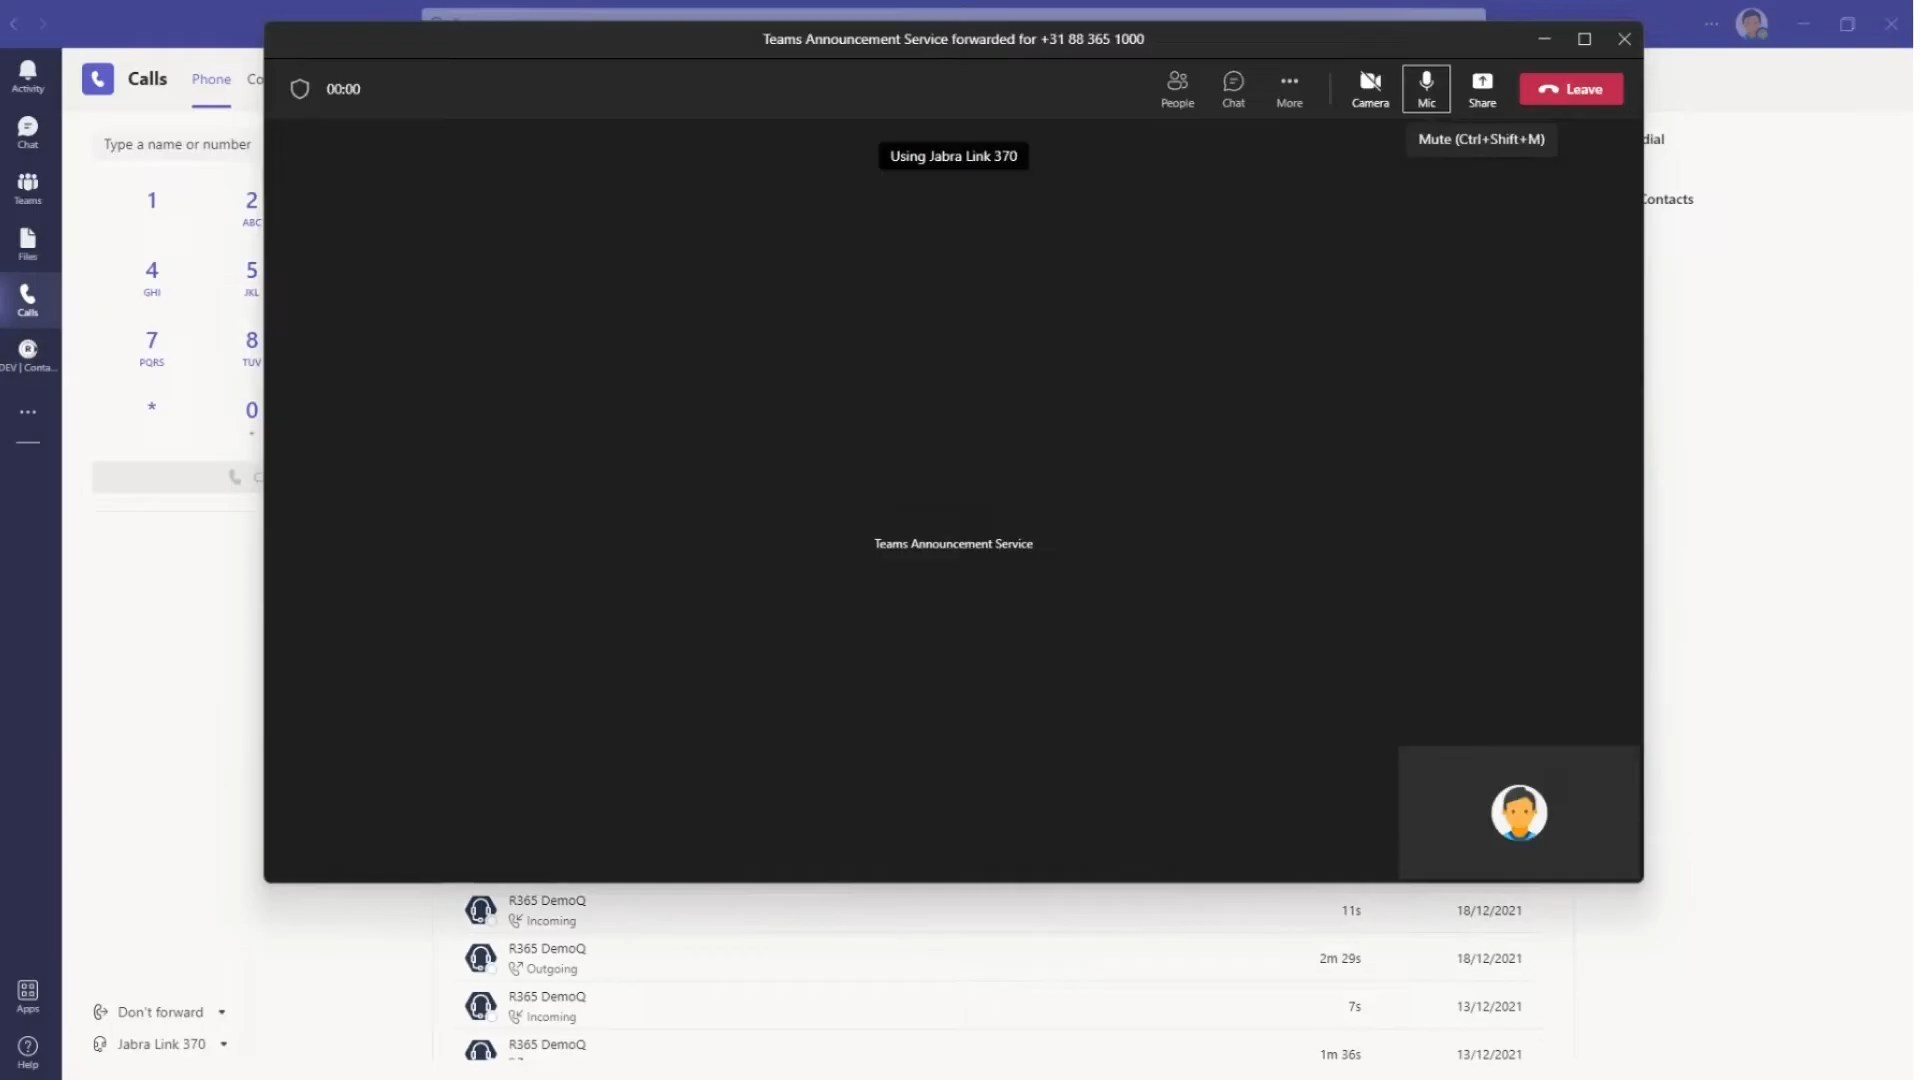 Teams Announcement Service forwarded for +31 88 365 1000
00:00
People
Chat
More
Camera
Mic
Share
Leave
Mute (Ctrl+Shift+M)
Using Jabra Link 370
Teams Announcement Service
Activity
Chat
Teams
Files
Calls
DEV | Conta...
Apps
Help
Calls
Phone
Co
Type a name or number
1
2
ABC
4
GHI
5
JKL
7
PQRS
8
TUV
*
0
+
C
dial
Contacts
R365 DemoQ
Incoming
11s
18/12/2021
R365 DemoQ
Outgoing
2m 29s
18/12/2021
R365 DemoQ
Incoming
7s
13/12/2021
R365 DemoQ
1m 36s
13/12/2021
Don't forward
Jabra Link 370